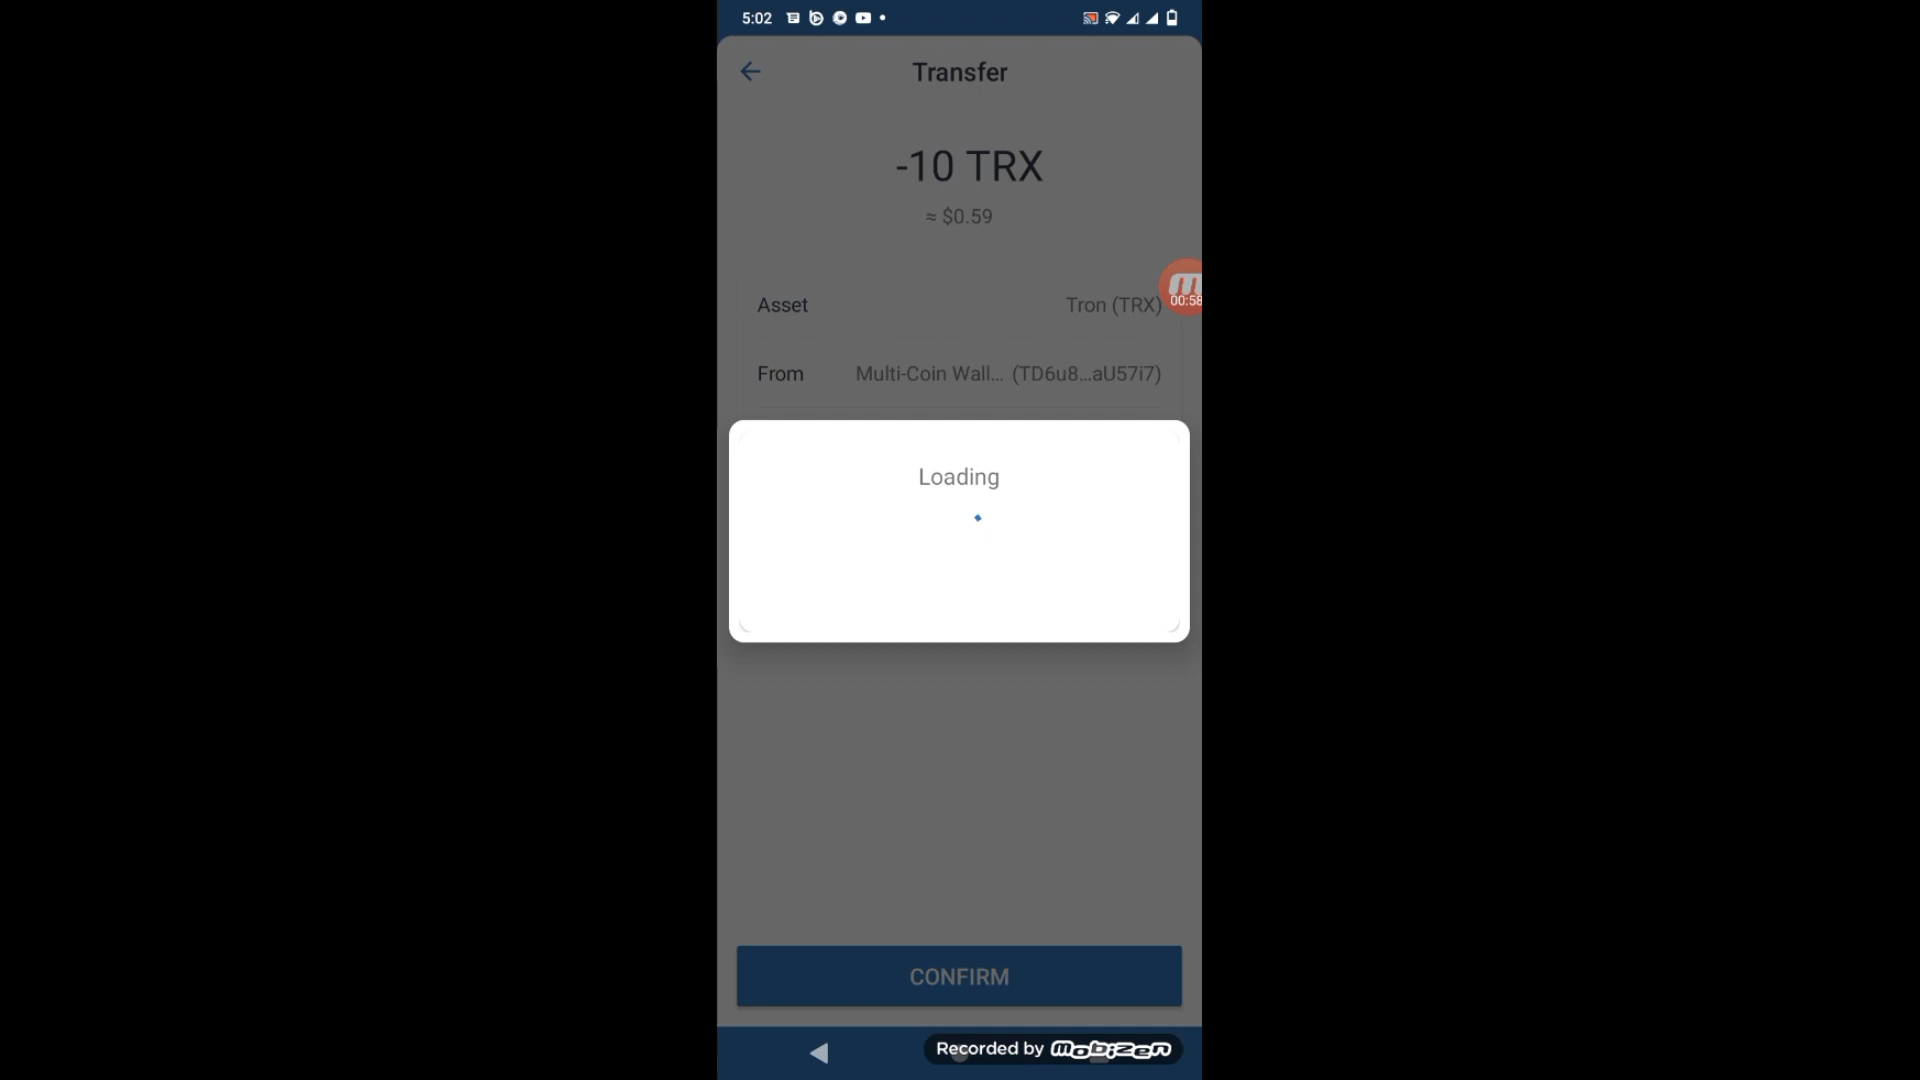 5:02
Transfer
-10 TRX
≈ $0.59
00:58
Asset Tron (TRX)
From Multi-Coin Wall... (TD6u8...aU57i7)
Loading
CONFIRM
Recorded by mobizen